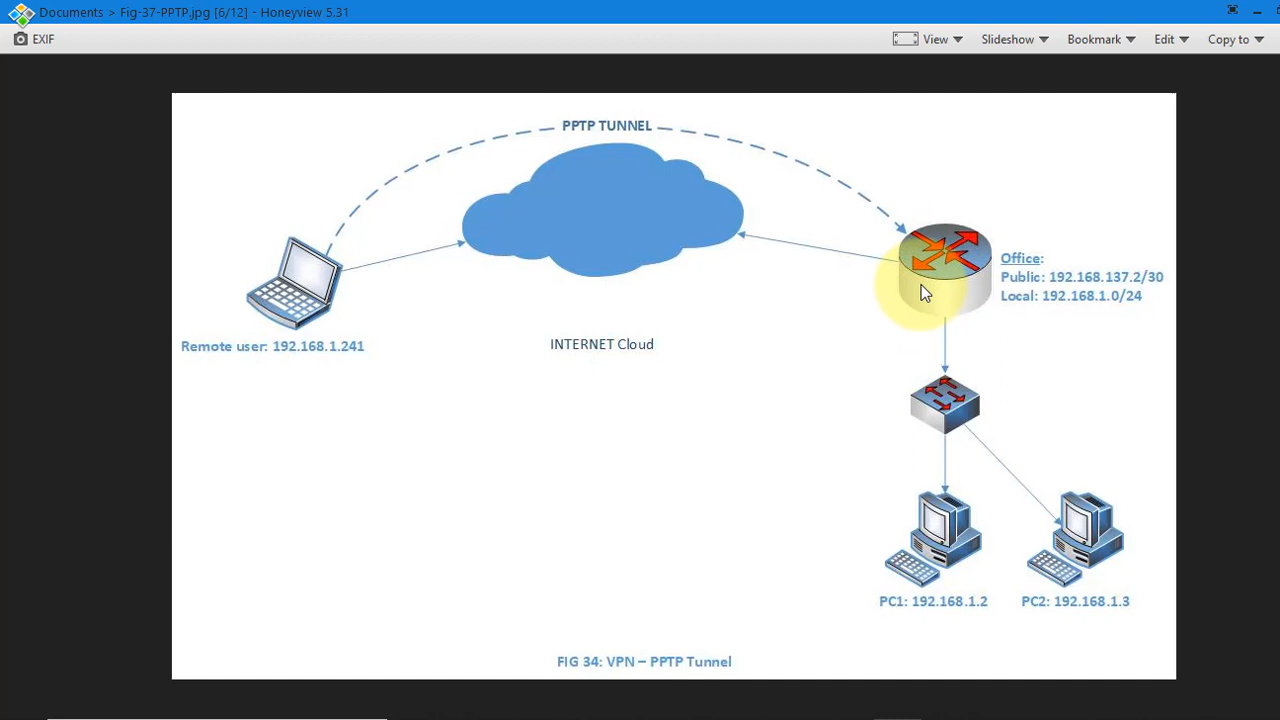 Documents > Fig-37-PPTP.jpg [6/12] - Honeyview 5.31
EXIF
View
Slideshow
Bookmark
Edit
Copy to
PPTP TUNNEL
Office:
Public: 192.168.137.2/30
Local: 192.168.1.0/24
Remote user: 192.168.1.241
INTERNET Cloud
PC1: 192.168.1.2
PC2: 192.168.1.3
FIG 34: VPN – PPTP Tunnel